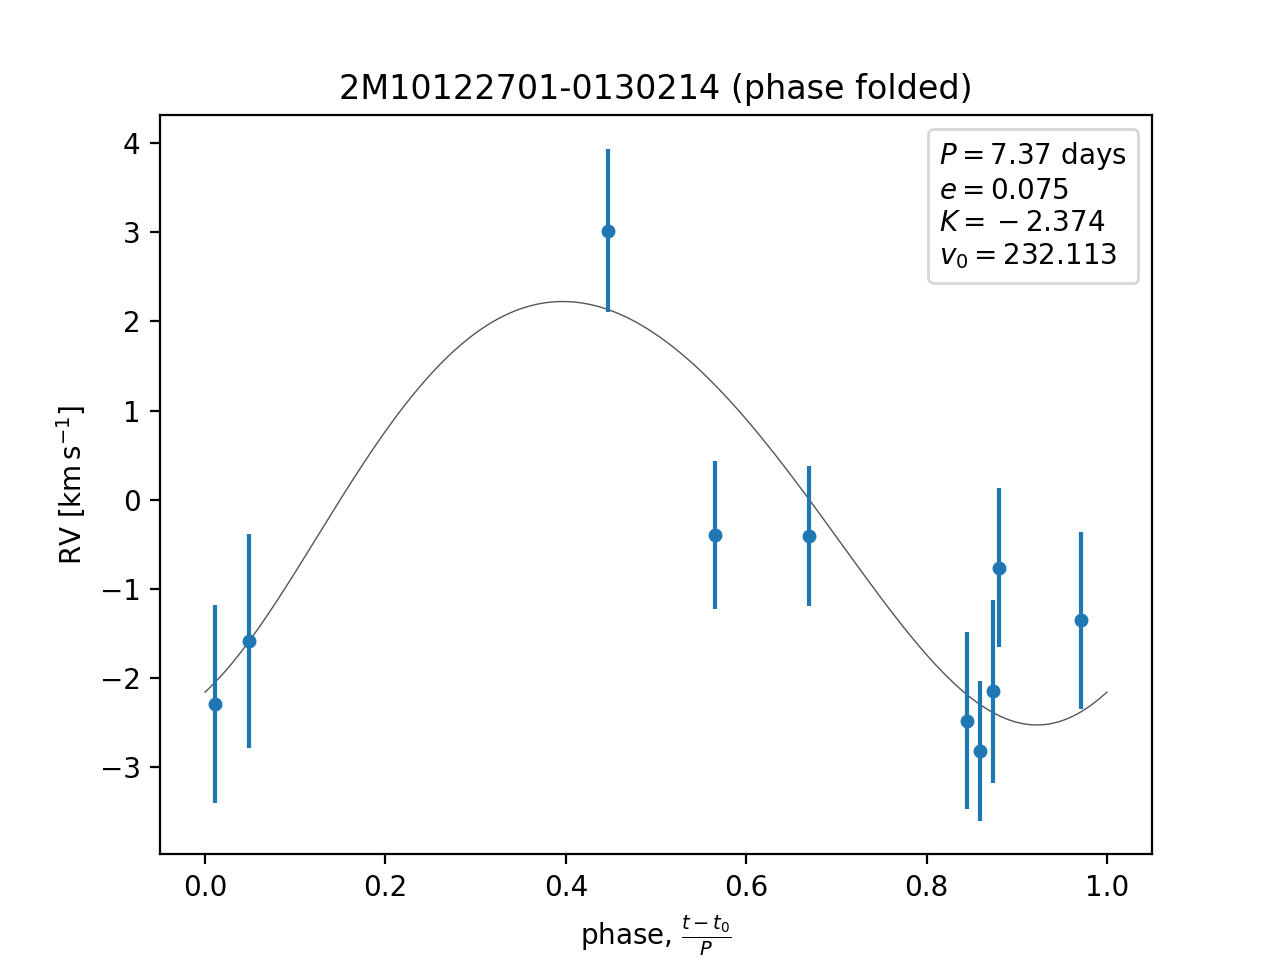 2M10122701-0130214 (phase folded)
P = 7.37 days
e = 0.075
K = −2.374
v₀ = 232.113
4
3
2
1
0
−1
−2
−3
RV [km s⁻¹]
0.0 0.2 0.4 0.6 0.8 1.0
phase, (t − t₀)/P